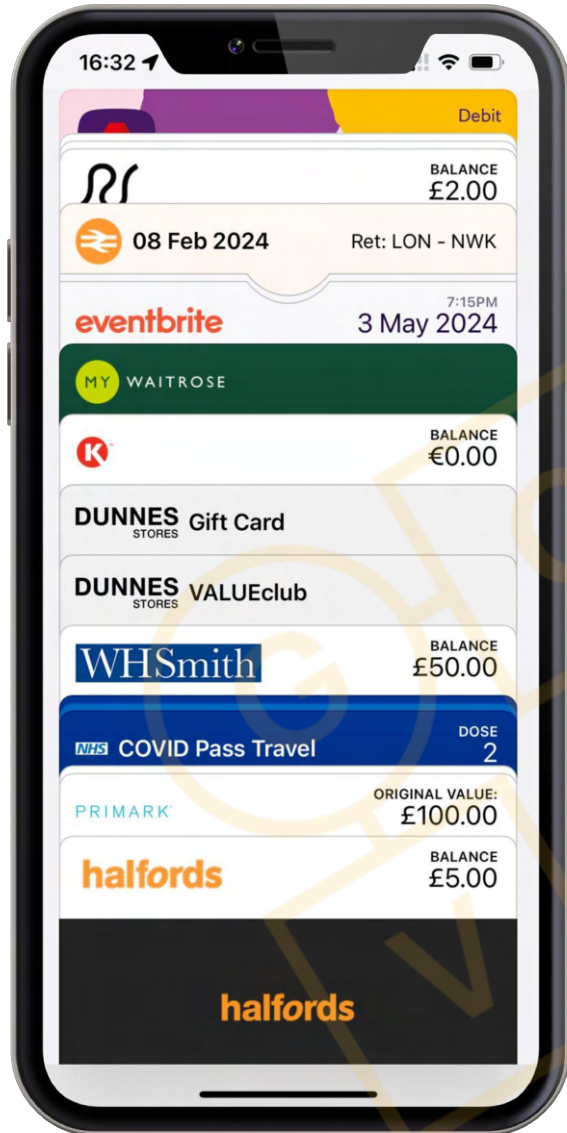 16:32
Debit
BALANCE
£2.00
08 Feb 2024 Ret: LON - NWK
7:15PM
eventbrite 3 May 2024
MY WAITROSE
BALANCE
K €0.00
DUNNES
STORES Gift Card
DUNNES
STORES VALUEclub
BALANCE
WHSmith £50.00
DOSE
NHS COVID Pass Travel 2
ORIGINAL VALUE:
PRIMARK £100.00
BALANCE
halfords £5.00
halfords
G
V